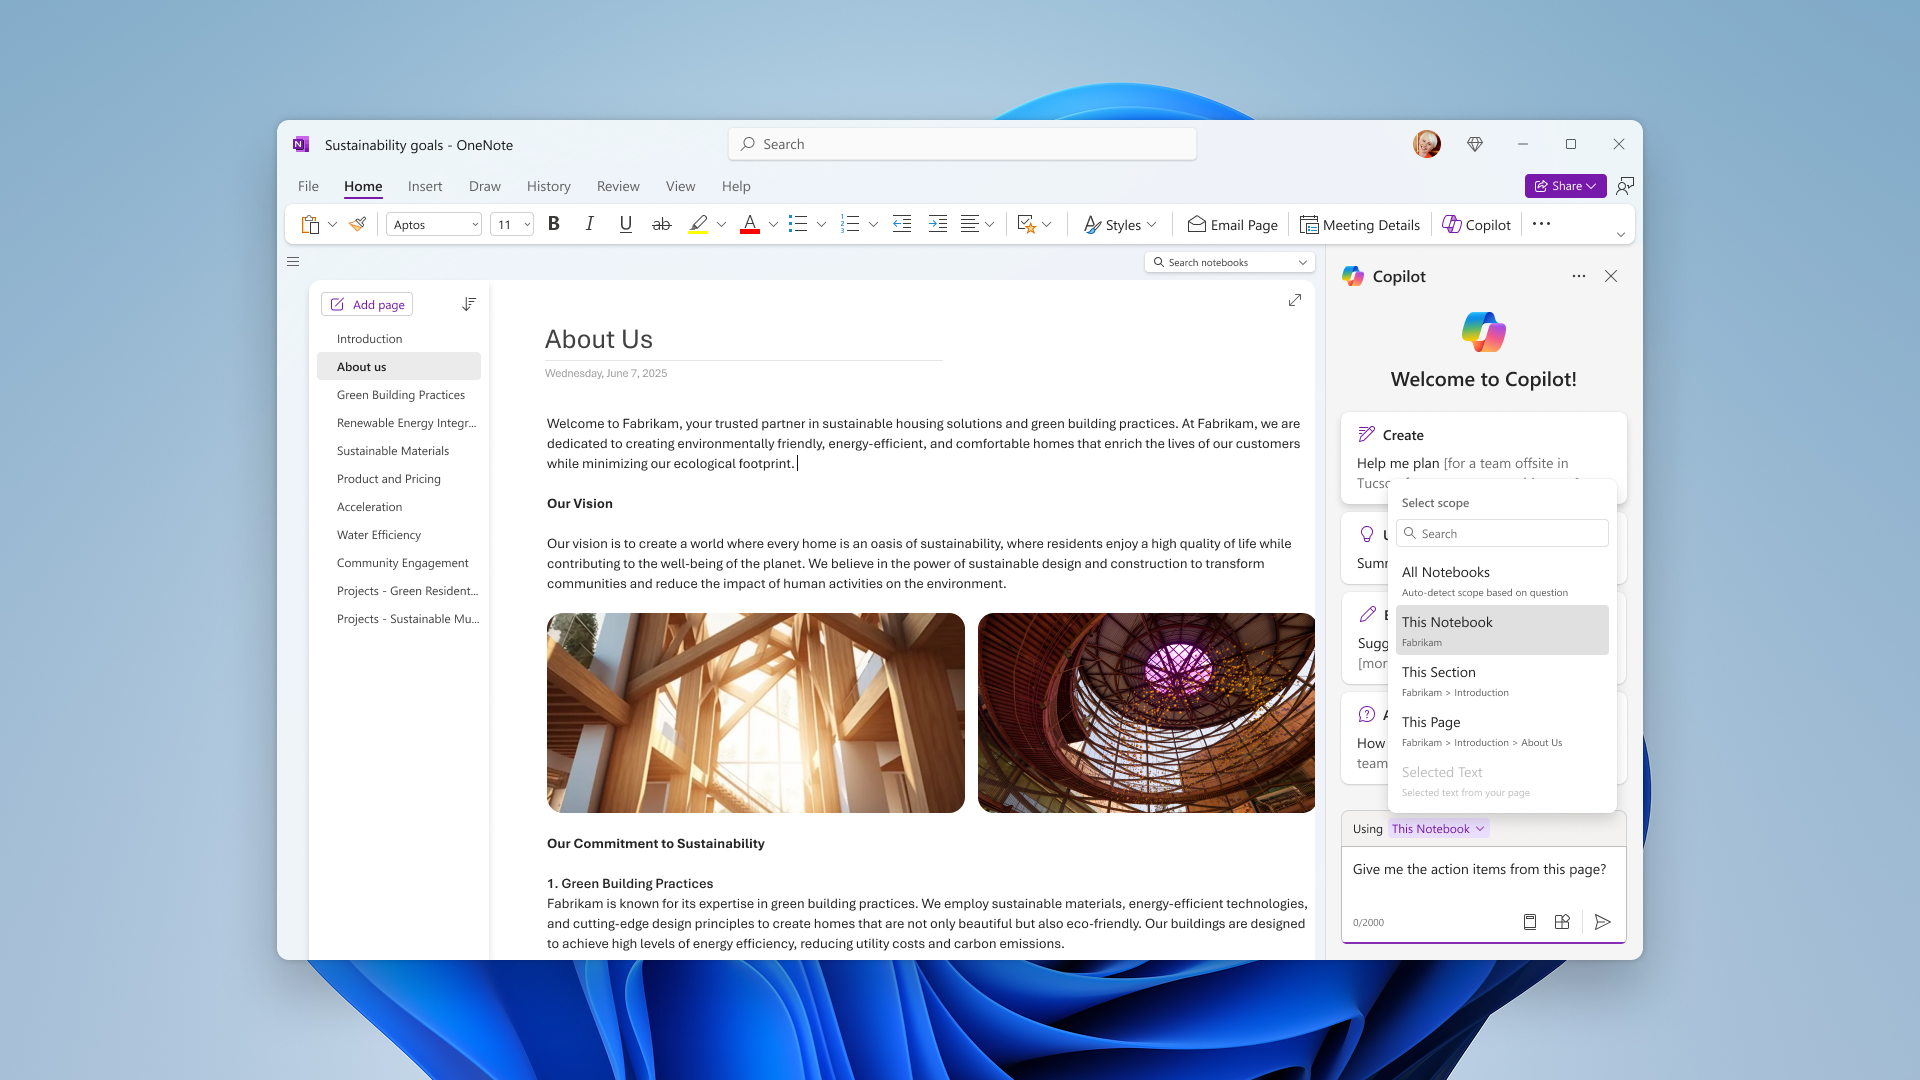 Sustainability goals - OneNote
Search
File Home Insert Draw History Review View Help
Share
Aptos 11 B I U ab A
Styles
Email Page
Meeting Details
Copilot
Search notebooks
Add page
Introduction
About us
Green Building Practices
Renewable Energy Integr...
Sustainable Materials
Product and Pricing
Acceleration
Water Efficiency
Community Engagement
Projects - Green Resident...
Projects - Sustainable Mu...
About Us
Wednesday, June 7, 2025
Welcome to Fabrikam, your trusted partner in sustainable housing solutions and green building practices. At Fabrikam, we are
dedicated to creating environmentally friendly, energy-efficient, and comfortable homes that enrich the lives of our customers
while minimizing our ecological footprint.
Our Vision
Our vision is to create a world where every home is an oasis of sustainability, where residents enjoy a high quality of life while
contributing to the well-being of the planet. We believe in the power of sustainable design and construction to transform
communities and reduce the impact of human activities on the environment.
Our Commitment to Sustainability
1. Green Building Practices
Fabrikam is known for its expertise in green building practices. We employ sustainable materials, energy-efficient technologies,
and cutting-edge design principles to create homes that are not only beautiful but also eco-friendly. Our buildings are designed
to achieve high levels of energy efficiency, reducing utility costs and carbon emissions.
Copilot
Welcome to Copilot!
Create
Help me plan [for a team offsite in
Sugg
[mor
How
team
Select scope
Search
All Notebooks
Auto-detect scope based on question
This Notebook
Fabrikam
This Section
Fabrikam > Introduction
This Page
Fabrikam > Introduction > About Us
Selected Text
Selected text from your page
Using This Notebook
Give me the action items from this page?
0/2000